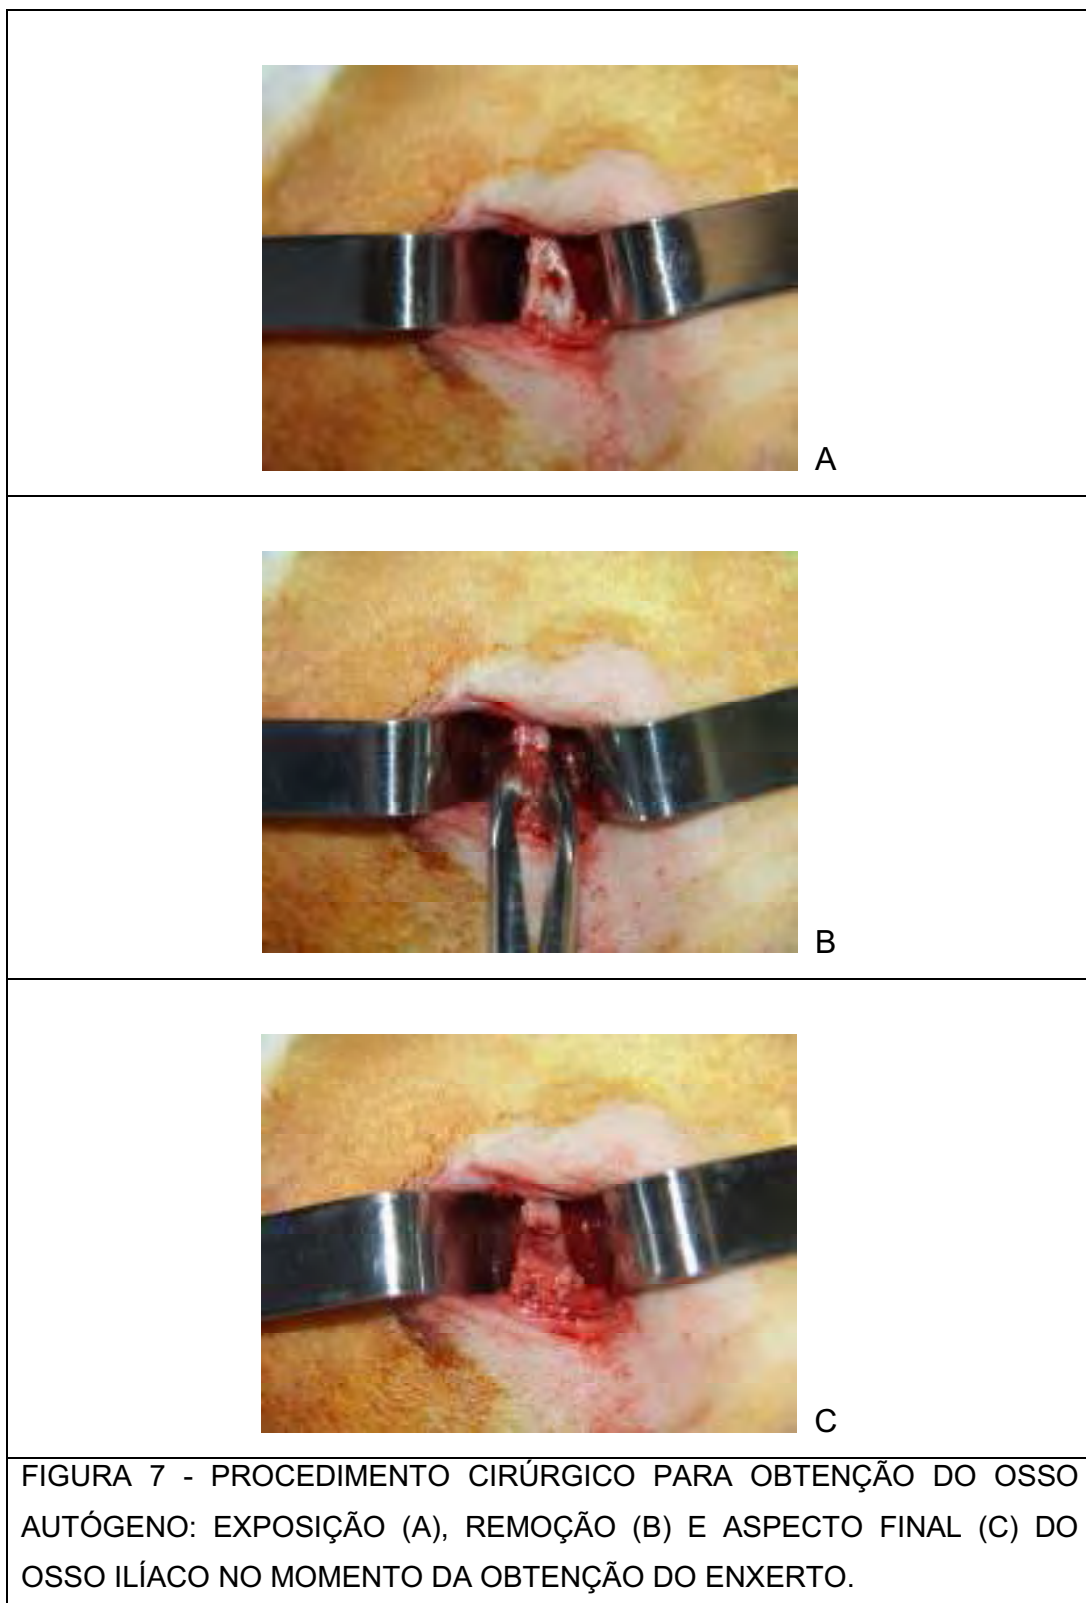 A
B
C
FIGURA 7 - PROCEDIMENTO CIRÚRGICO PARA OBTENÇÃO DO OSSO
AUTÓGENO: EXPOSIÇÃO (A), REMOÇÃO (B) E ASPECTO FINAL (C) DO
OSSO ILÍACO NO MOMENTO DA OBTENÇÃO DO ENXERTO.